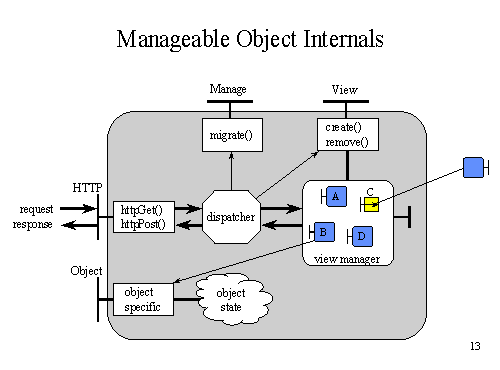 Manageable Object Internals
Manage
View
migrate()
create()
remove()
HTTP
request
response
httpGet()
httpPost()
dispatcher
A
C
B
D
view manager
Object
object
specific
object
state
13